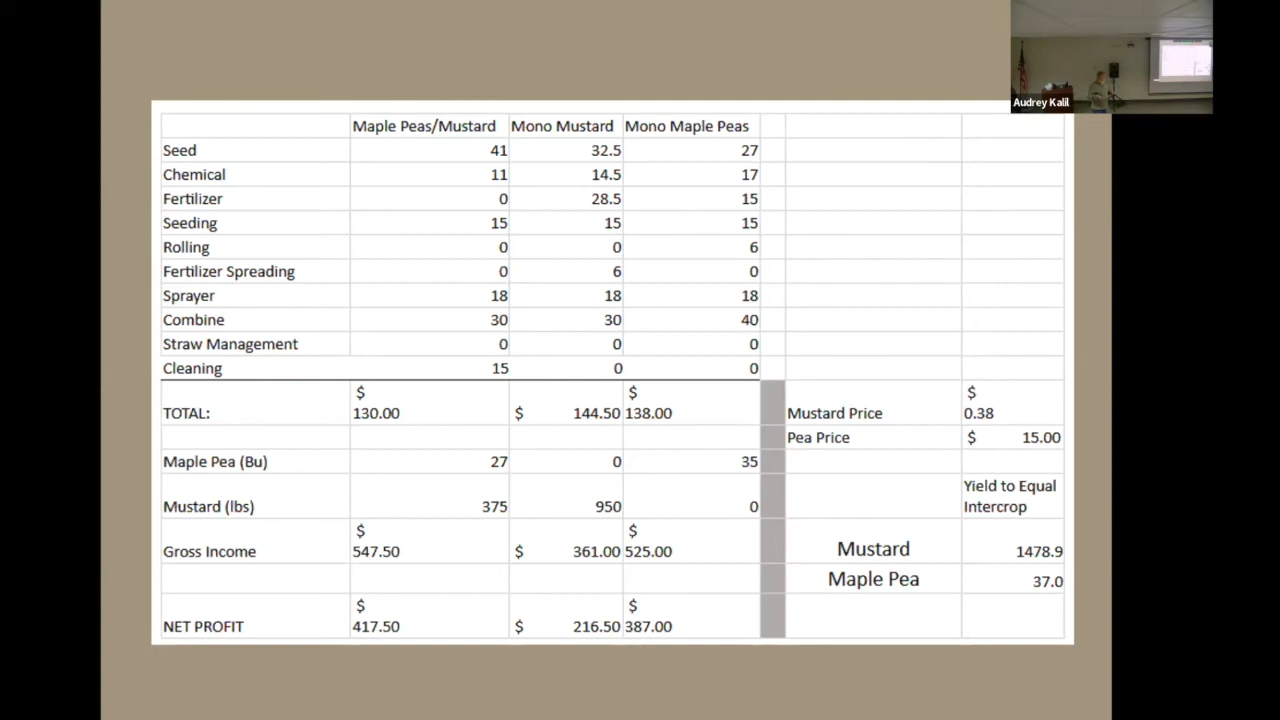 Audrey Kalil
Maple Peas/Mustard Mono Mustard Mono Maple Peas
Seed 41 32.5 27
Chemical 11 14.5 17
Fertilizer 0 28.5 15
Seeding 15 15 15
Rolling 0 0 6
Fertilizer Spreading 0 6 0
Sprayer 18 18 18
Combine 30 30 40
Straw Management 0 0 0
Cleaning 15 0 0
TOTAL: $ 130.00 $ 144.50 $ 138.00 Mustard Price $ 0.38
Pea Price $ 15.00
Maple Pea (Bu) 27 0 35
Mustard (lbs) 375 950 0 Yield to Equal Intercrop
Gross Income $ 547.50 $ 361.00 $ 525.00 Mustard 1478.9
Maple Pea 37.0
NET PROFIT $ 417.50 $ 216.50 $ 387.00